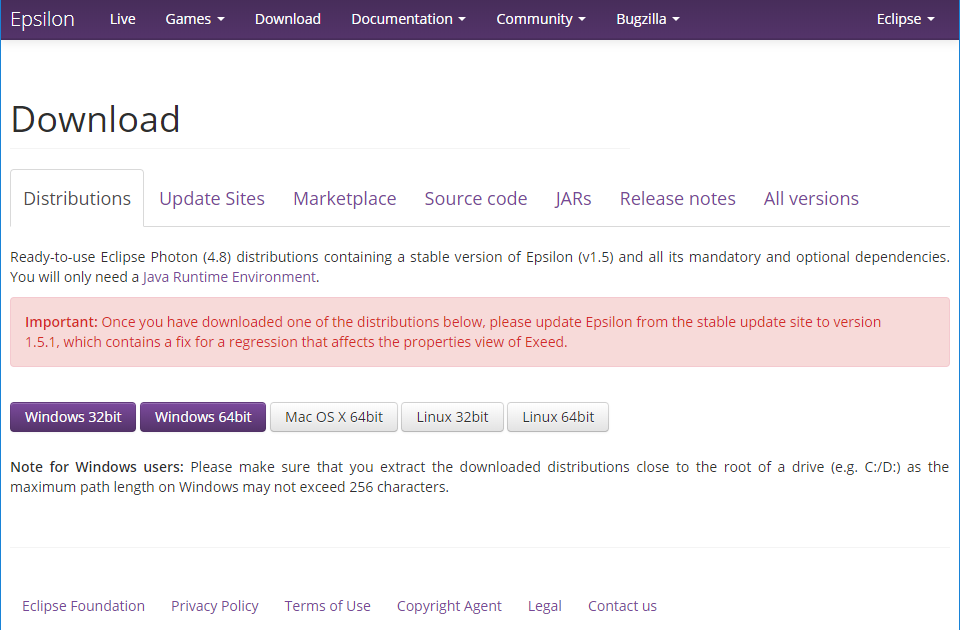 Epsilon Live Games Download Documentation Community Bugzilla Eclipse
Download
Distributions Update Sites Marketplace Source code JARs Release notes All versions
Ready-to-use Eclipse Photon (4.8) distributions containing a stable version of Epsilon (v1.5) and all its mandatory and optional dependencies.
You will only need a Java Runtime Environment.
Important: Once you have downloaded one of the distributions below, please update Epsilon from the stable update site to version
1.5.1, which contains a fix for a regression that affects the properties view of Exeed.
Windows 32bit Windows 64bit Mac OS X 64bit Linux 32bit Linux 64bit
Note for Windows users: Please make sure that you extract the downloaded distributions close to the root of a drive (e.g. C:/D:) as the
maximum path length on Windows may not exceed 256 characters.
Eclipse Foundation Privacy Policy Terms of Use Copyright Agent Legal Contact us